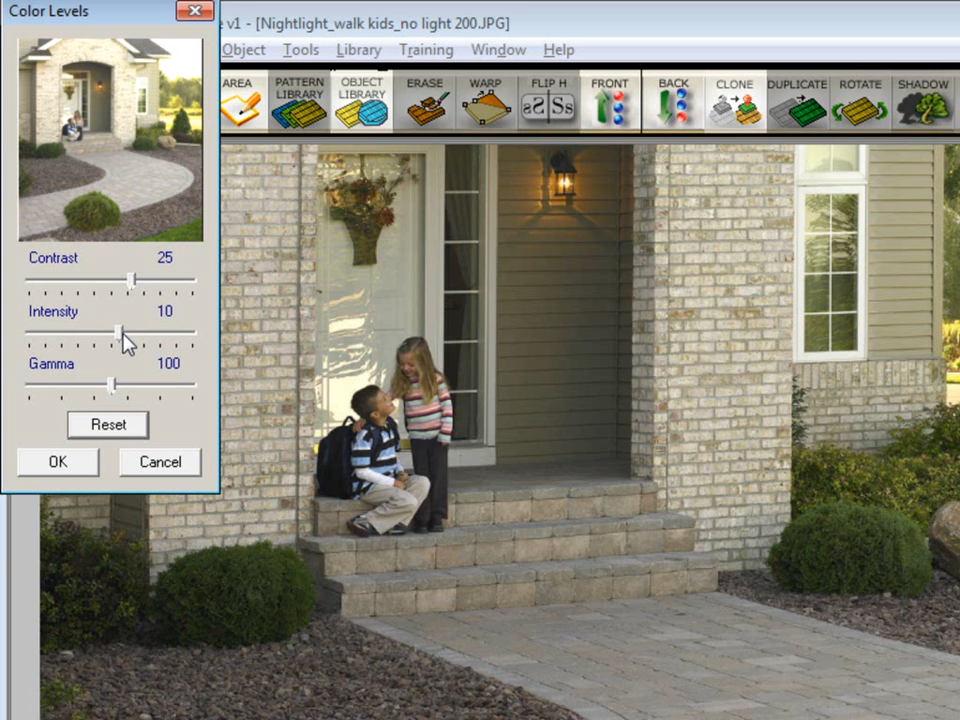 Color Levels
v1 - [Nightlight_walk kids_no light 200.JPG]
Object Tools Library Training Window Help
AREA PATTERN LIBRARY OBJECT LIBRARY ERASE WARP FLIP H FRONT BACK CLONE DUPLICATE ROTATE SHADOW
Contrast 25
Intensity 10
Gamma 100
Reset
OK Cancel